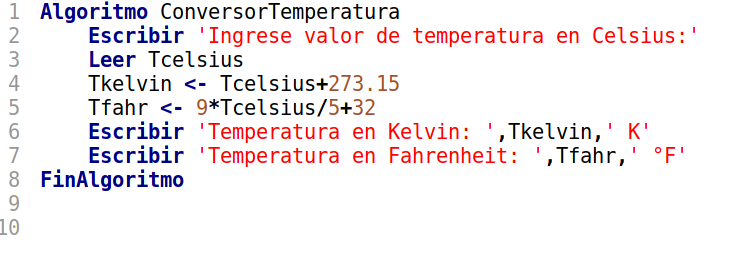 1 Algoritmo ConversorTemperatura
2 Escribir 'Ingrese valor de temperatura en Celsius:'
3 Leer Tcelsius
4 Tkelvin <- Tcelsius+273.15
5 Tfahr <- 9*Tcelsius/5+32
6 Escribir 'Temperatura en Kelvin: ',Tkelvin,' K'
7 Escribir 'Temperatura en Fahrenheit: ',Tfahr,' °F'
8 FinAlgoritmo
9
10